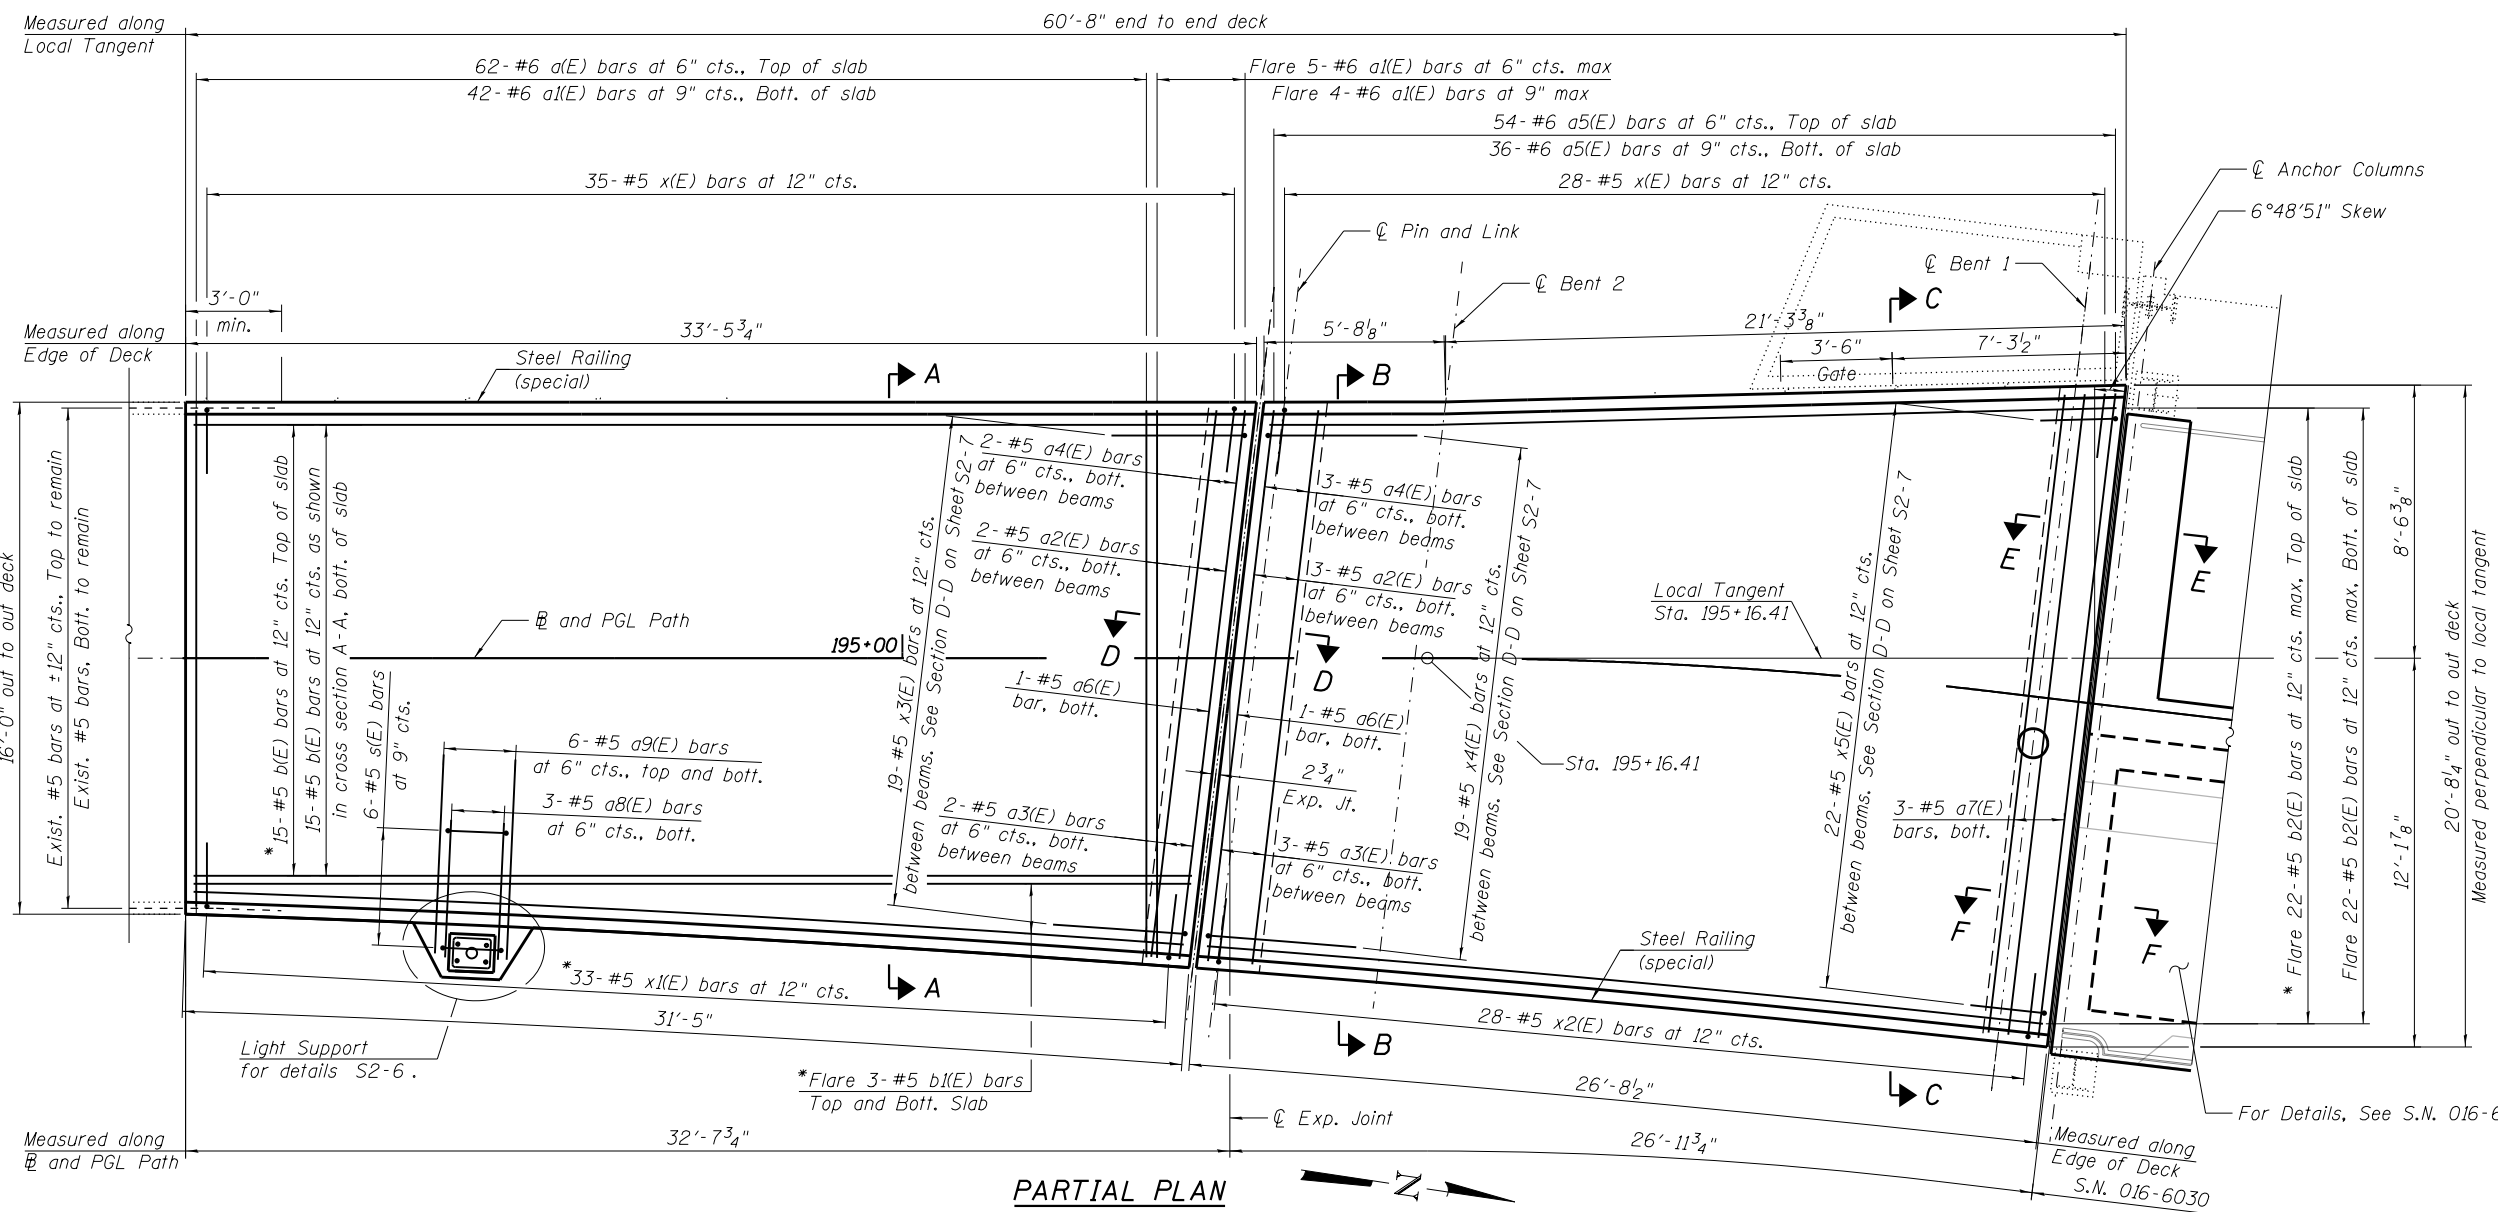 Measured along
Local Tangent
60'-8" end to end deck
62-#6 a(E) bars at 6" cts., Top of slab
42-#6 a1(E) bars at 9" cts., Bott. of slab
Flare 5-#6 a1(E) bars at 6" cts. max
Flare 4-#6 a1(E) bars at 9" max
54-#6 a5(E) bars at 6" cts., Top of slab
36-#6 a5(E) bars at 9" cts., Bott. of slab
35-#5 x(E) bars at 12" cts.
28-#5 x(E) bars at 12" cts.
℄ Anchor Columns
6°48'51" Skew
℄ Pin and Link
℄ Bent 2
℄ Bent 1
C
3'-0"
min.
Measured along
Edge of Deck
33'-5 3/4"
5'-8 1/8"
21'-3 3/8"
3'-6"
Gate
7'-3 1/2"
Steel Railing
(special)
A
B
16'-0" out to out deck
Exist. #5 bars at ±12" cts., Top to remain
Exist. #5 bars, Bott. to remain
* 15-#5 b(E) bars at 12" cts. Top of slab
15-#5 b(E) bars at 12" cts. as shown
in cross section A-A, bott. of slab
19-#5 x3(E) bars at 12" cts.
between beams. See Section D-D on Sheet S2-7
2-#5 a4(E) bars
at 6" cts., bott.
between beams
2-#5 a2(E) bars
at 6" cts., bott.
between beams
3-#5 a4(E) bars
at 6" cts., bott.
between beams
3-#5 a2(E) bars
at 6" cts., bott.
between beams
19-#5 x4(E) bars at 12" cts.
between beams. See Section D-D on Sheet S2-7
22-#5 x5(E) bars at 12" cts.
between beams. See Section D-D on Sheet S2-7
E
E
Local Tangent
Sta. 195+16.41
℔ and PGL Path
195+00
D
D
1-#5 a6(E)
bar, bott.
1-#5 a6(E)
bar, bott.
Sta. 195+16.41
2 3/4"
Exp. Jt.
6-#5 s(E) bars
at 9" cts.
6-#5 a9(E) bars
at 6" cts., top and bott.
3-#5 a8(E) bars
at 6" cts., bott.
2-#5 a3(E) bars
at 6" cts., bott.
between beams
3-#5 a3(E) bars
at 6" cts., bott.
between beams
3-#5 a7(E)
bars, bott.
F
F
* Flare 22-#5 b2(E) bars at 12" cts. max, Top of slab
Flare 22-#5 b2(E) bars at 12" cts. max, Bott. of slab
8'-6 3/8"
12'-1 7/8"
20'-8 1/4" out to out deck
Measured perpendicular to local tangent
Steel Railing
(special)
A
B
C
*33-#5 x1(E) bars at 12" cts.
31'-5"
28-#5 x2(E) bars at 12" cts.
26'-8 1/2"
Light Support
for details S2-6 .
*Flare 3-#5 b1(E) bars
Top and Bott. Slab
℄ Exp. Joint
For Details, See S.N. 016-6
Measured along
℔ and PGL Path
32'-7 3/4"
26'-11 3/4"
Measured along
Edge of Deck
S.N. 016-6030
PARTIAL PLAN
N